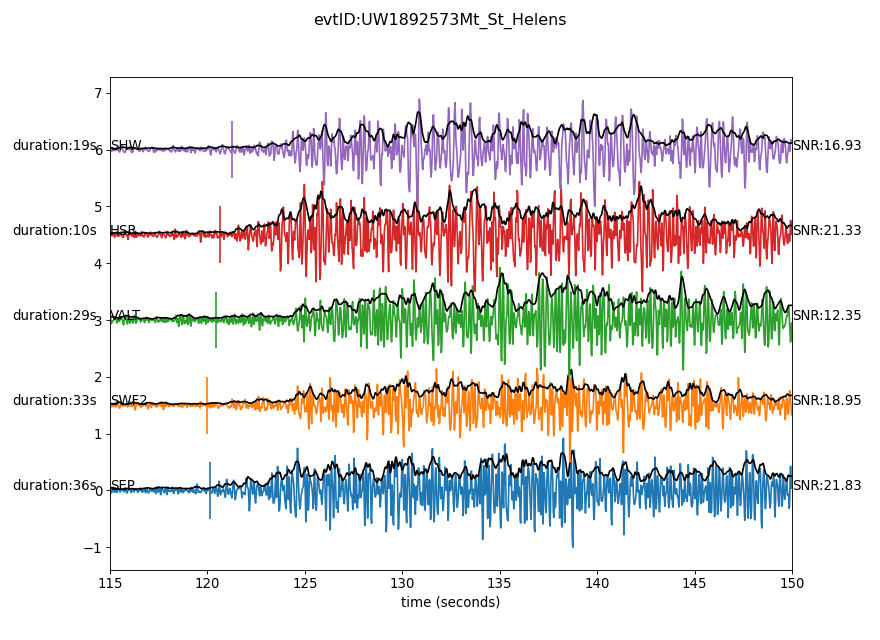 evtID:UW1892573Mt_St_Helens
7
duration:19s
6
SHW
SNR:16.93
5
duration:10s
HSR
SNR:21.33
4
duration:29s
3
VALT
SNR:12.35
2
duration:33s
SWF2
SNR:18.95
1
duration:36s
0
SEP
SNR:21.83
−1
115 120 125 130 135 140 145 150
time (seconds)